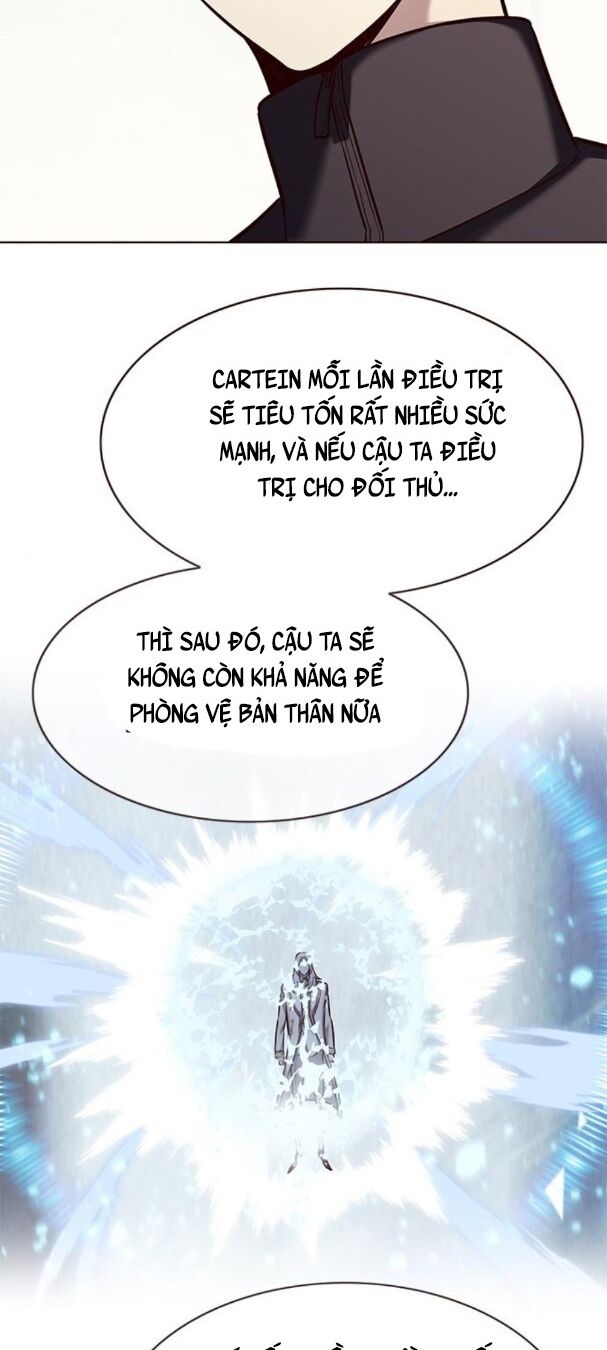 CARTEIN MỖI LẦN ĐIỀU TRỊ
SẼ TIÊU TỐN RẤT NHIỀU SỨC
MẠNH, VÀ NẾU CẬU TA ĐIỀU
TRỊ CHO ĐỐI THỦ...
THÌ SAU ĐÓ, CẬU TA SẼ
KHÔNG CÒN KHẢ NĂNG ĐỂ
PHÒNG VỆ BẢN THÂN NỮA